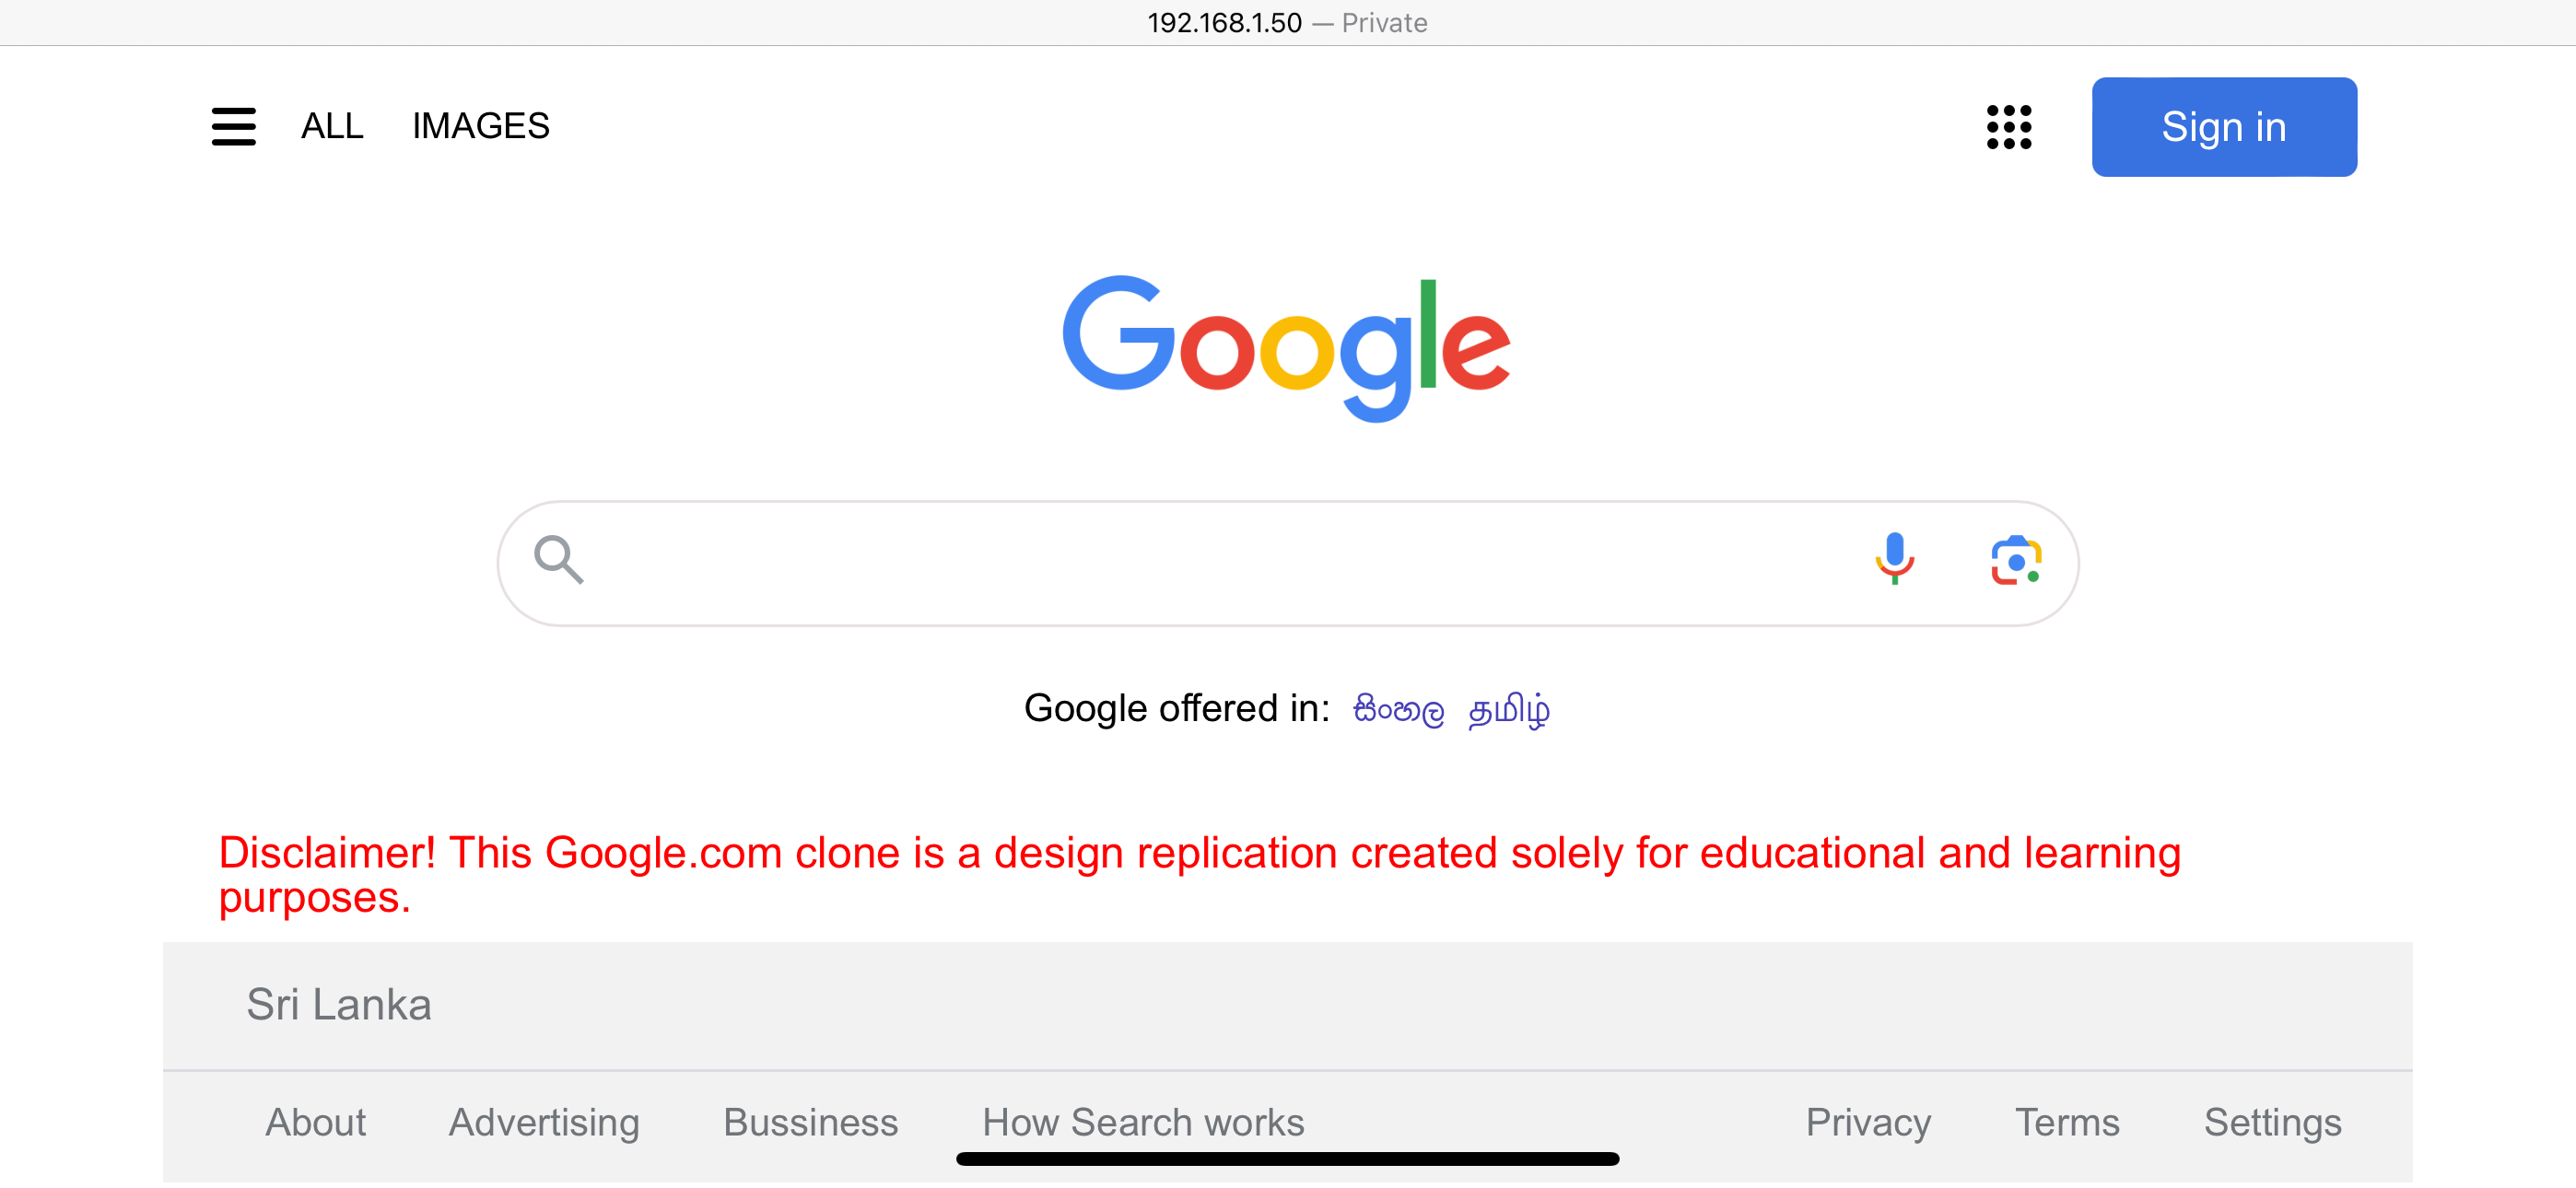 192.168.1.50 — Private
ALL IMAGES Sign in
Google
Google offered in: සිංහල தமிழ்
Disclaimer! This Google.com clone is a design replication created solely for educational and learning
purposes.
Sri Lanka
About Advertising Bussiness How Search works Privacy Terms Settings